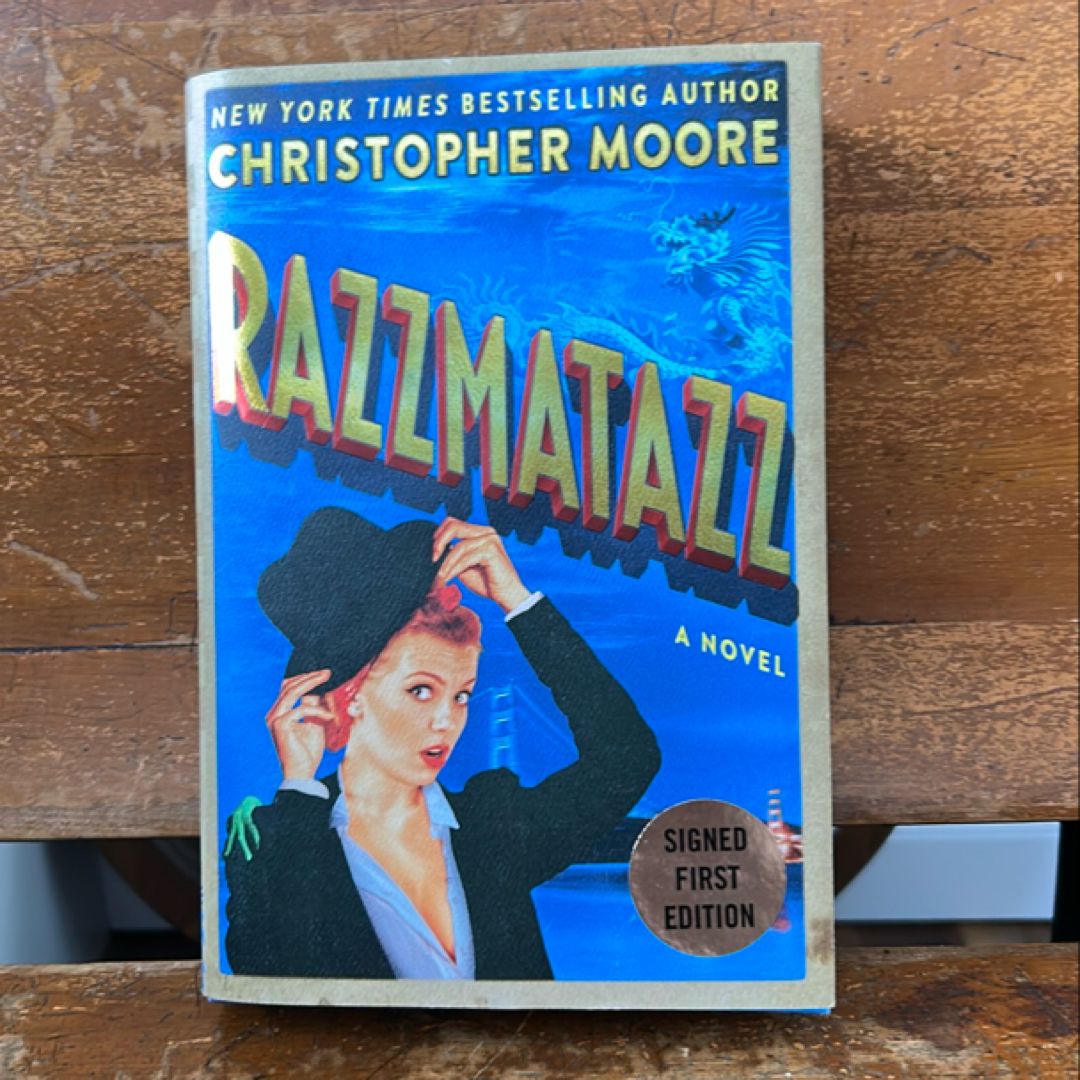 NEW YORK TIMES BESTSELLING AUTHOR
CHRISTOPHER MOORE
RAZZMATAZZ
A NOVEL
SIGNED
FIRST
EDITION